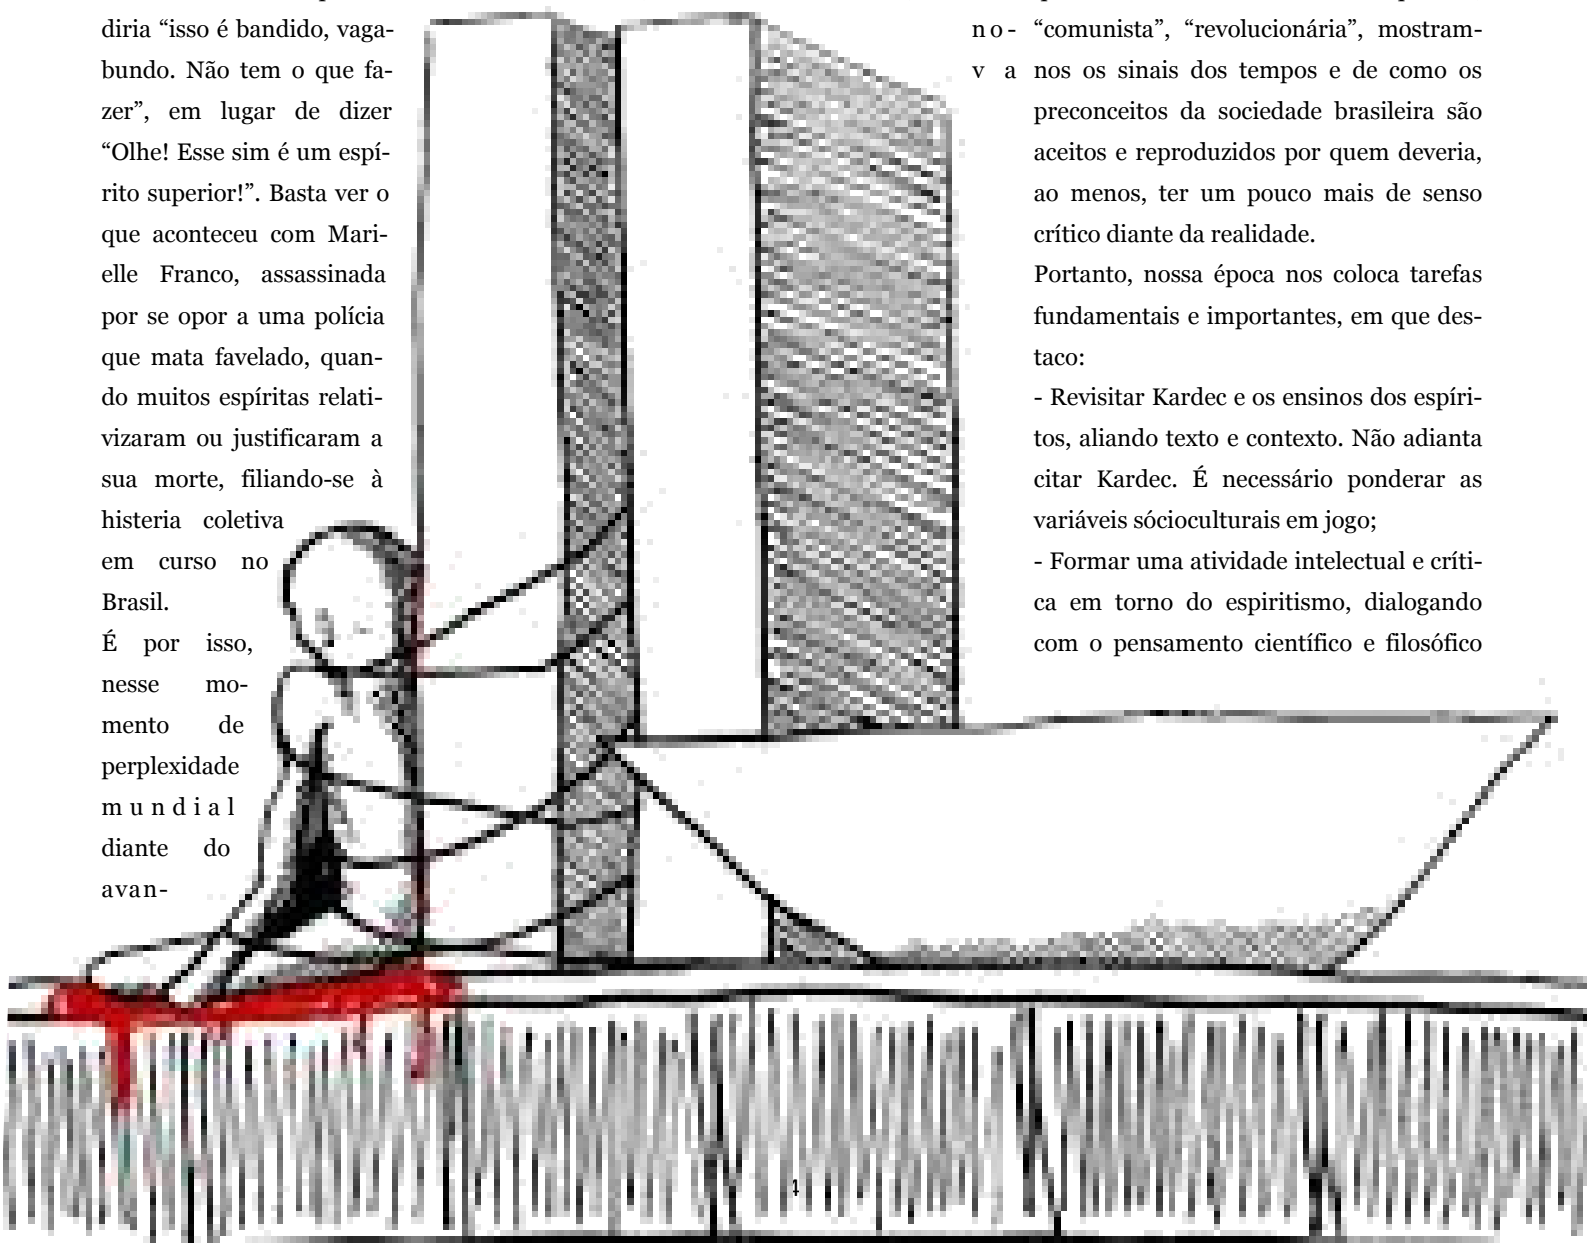 diria “isso é bandido, vaga-
bundo. Não tem o que fa-
zer”, em lugar de dizer
“Olhe! Esse sim é um espí-
rito superior!”. Basta ver o
que aconteceu com Mari-
elle Franco, assassinada
por se opor a uma polícia
que mata favelado, quan-
do muitos espíritas relati-
vizaram ou justificaram a
sua morte, filiando-se à
histeria coletiva
em curso no
Brasil.
É por isso,
nesse mo-
mento de
perplexidade
mundial
diante do
avan-
no-
va
“comunista”, “revolucionária”, mostram-
nos os sinais dos tempos e de como os
preconceitos da sociedade brasileira são
aceitos e reproduzidos por quem deveria,
ao menos, ter um pouco mais de senso
crítico diante da realidade.
Portanto, nossa época nos coloca tarefas
fundamentais e importantes, em que des-
taco:
- Revisitar Kardec e os ensinos dos espíri-
tos, aliando texto e contexto. Não adianta
citar Kardec. É necessário ponderar as
variáveis sócioculturais em jogo;
- Formar uma atividade intelectual e críti-
ca em torno do espiritismo, dialogando
com o pensamento científico e filosófico
4